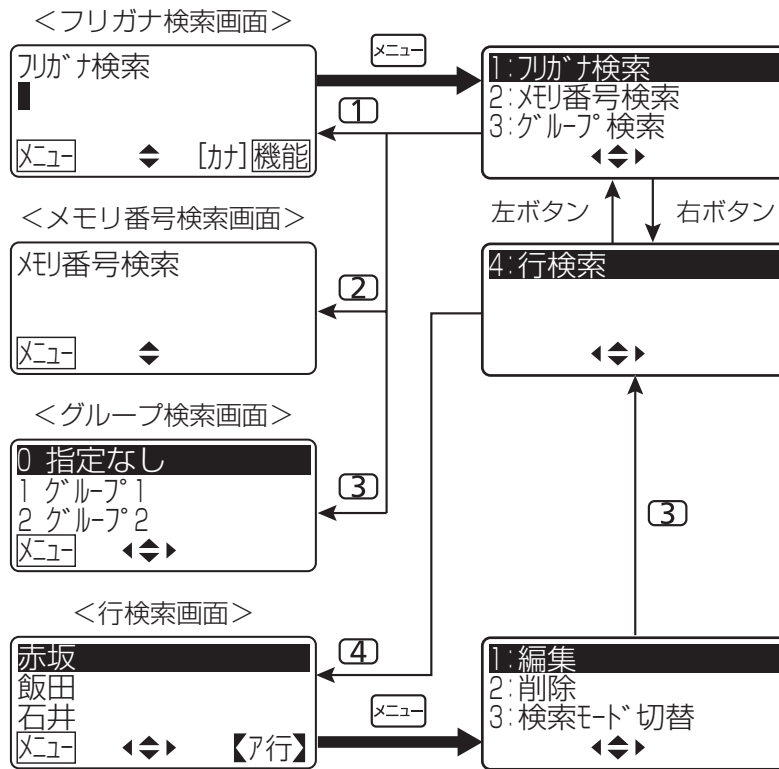 ＜フリガナ検索画面＞
ﾌﾘｶﾞﾅ検索
ﾒﾆｭｰ [ｶﾅ] 機能
メニュー
1:ﾌﾘｶﾞﾅ検索
2:ﾒﾓﾘ番号検索
3:ｸﾞﾙｰﾌﾟ検索
1
左ボタン 右ボタン
＜メモリ番号検索画面＞
ﾒﾓﾘ番号検索
ﾒﾆｭｰ
2
4:行検索
＜グループ検索画面＞
0 指定なし
1 ｸﾞﾙｰﾌﾟ1
2 ｸﾞﾙｰﾌﾟ2
ﾒﾆｭｰ
3
3
＜行検索画面＞
赤坂
飯田
石井
ﾒﾆｭｰ 【ｱ行】
4
メニュー
1:編集
2:削除
3:検索ﾓｰﾄﾞ切替